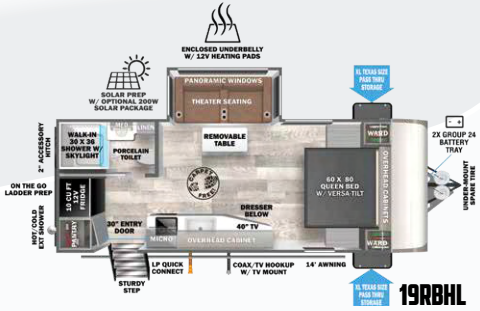 ENCLOSED UNDERBELLY
W/ 12V HEATING PADS
SOLAR PREP
W/ OPTIONAL 200W
SOLAR PACKAGE
PANORAMIC WINDOWS
THEATER SEATING
XL TEXAS SIZE
PASS THRU
STORAGE
2" ACCESSORY
HITCH
WALK-IN
30 X 36
SHOWER W/
SKYLIGHT
MED
LINEN
PORCELAIN
TOILET
REMOVABLE
TABLE
WARD
2X GROUP 24
BATTERY
TRAY
UNDER-MOUNT
SPARE TIRE
ON THE GO
LADDER PREP
10 CU FT
12V
FRIDGE
CARPET
FREE!
60 X 80
QUEEN BED
W/ VERSA-TILT
OVERHEAD CABINETS
HOT/COLD
EXT SHOWER
PANTRY
30" ENTRY
DOOR
MICRO
DRESSER
BELOW
40" TV
OVERHEAD CABINET
WARD
STURDY
STEP
LP QUICK
CONNECT
COAX/TV HOOKUP
W/ TV MOUNT
14' AWNING
XL TEXAS SIZE
PASS THRU
STORAGE
19RBHL